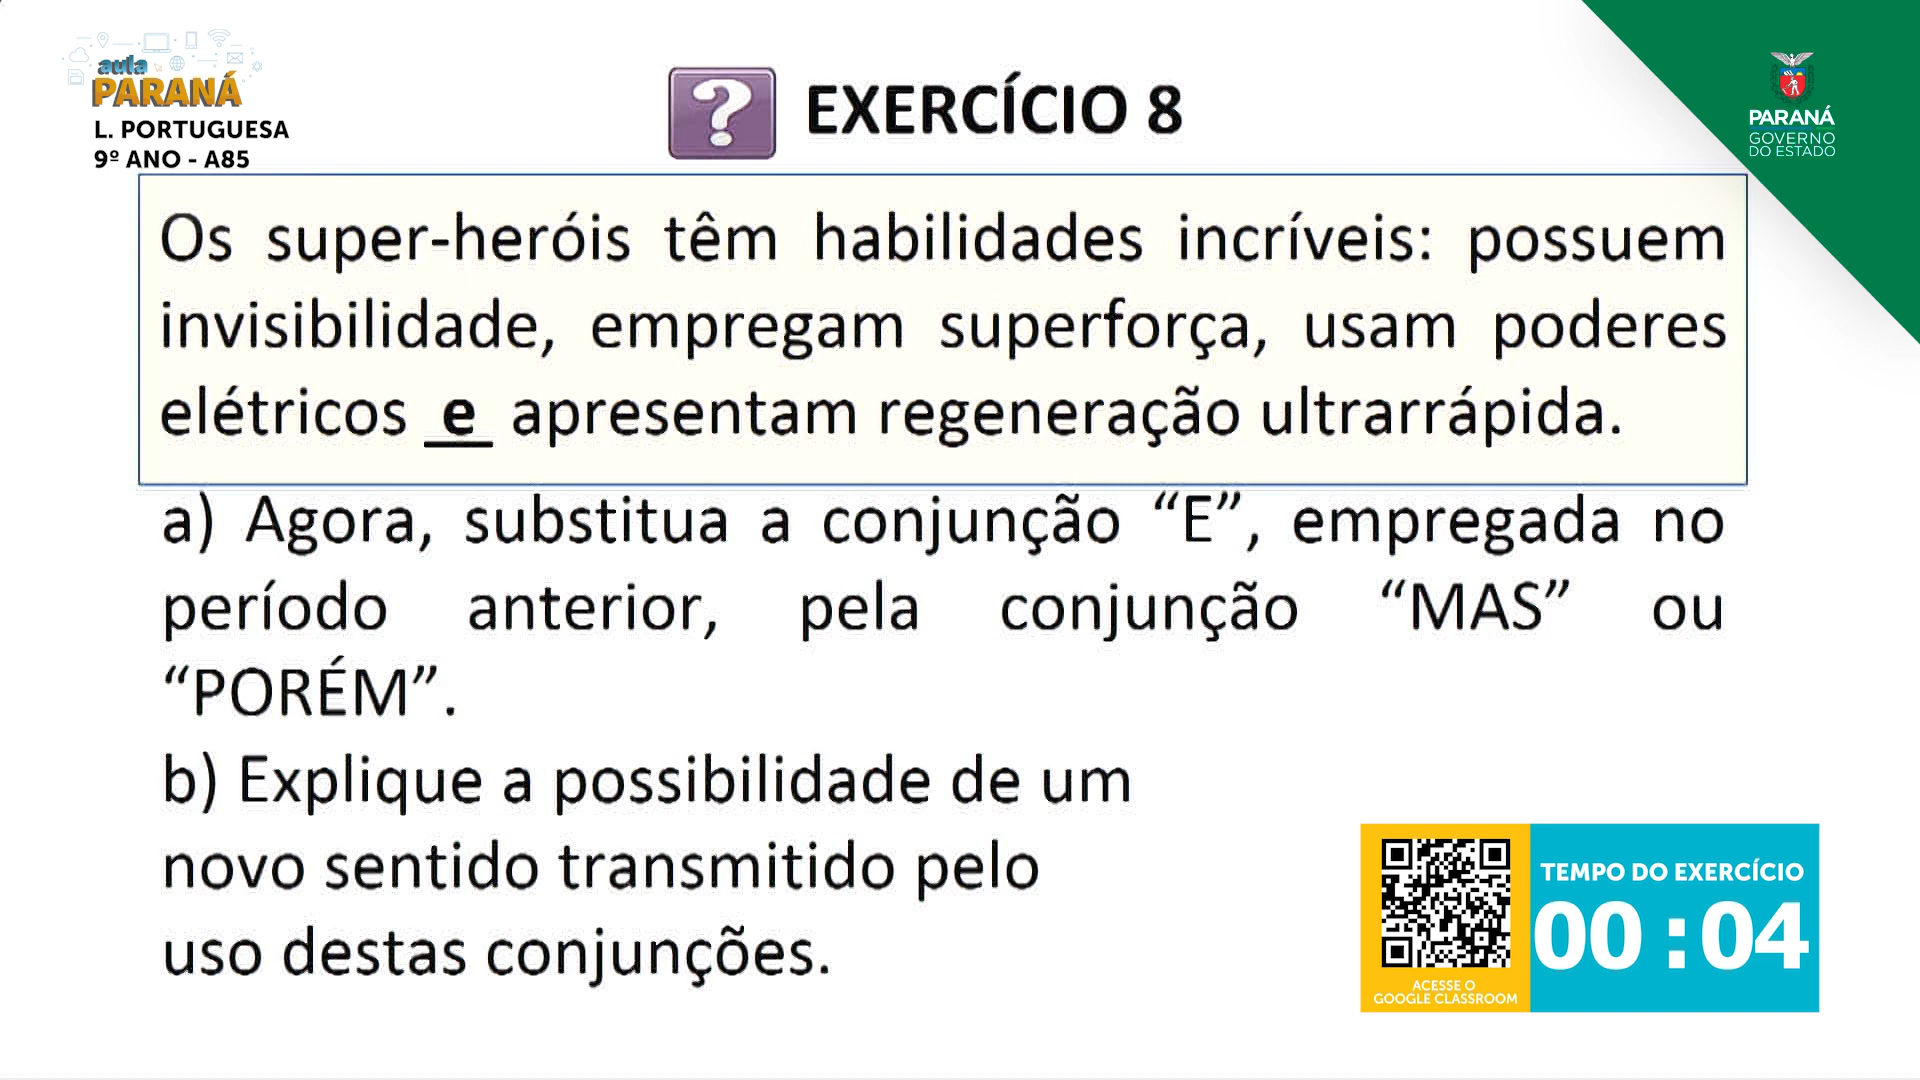 aula
PARANÁ
L. PORTUGUESA
9º ANO - A85
? EXERCÍCIO 8
PARANÁ
GOVERNO
DO ESTADO
Os super-heróis têm habilidades incríveis: possuem
invisibilidade, empregam superforça, usam poderes
elétricos e apresentam regeneração ultrarrápida.
a) Agora, substitua a conjunção “E”, empregada no
período anterior, pela conjunção “MAS” ou
“PORÉM”.
b) Explique a possibilidade de um
novo sentido transmitido pelo
uso destas conjunções.
ACESSE O
GOOGLE CLASSROOM
TEMPO DO EXERCÍCIO
00:04